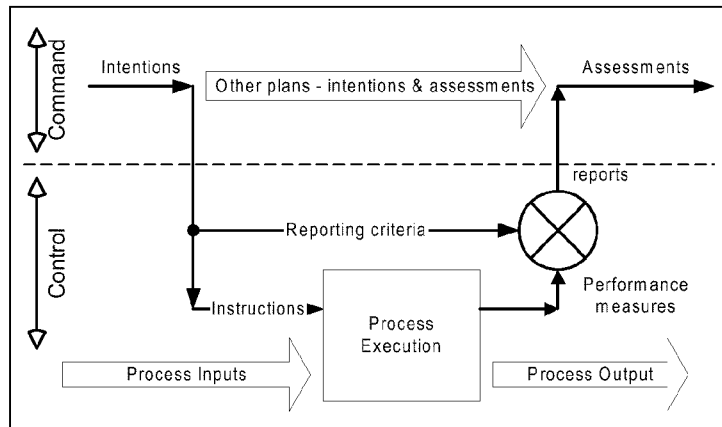 Command
Intentions
Other plans - intentions & assessments
Assessments
reports
Control
Reporting criteria
Instructions
Process
Execution
Performance
measures
Process Inputs
Process Output